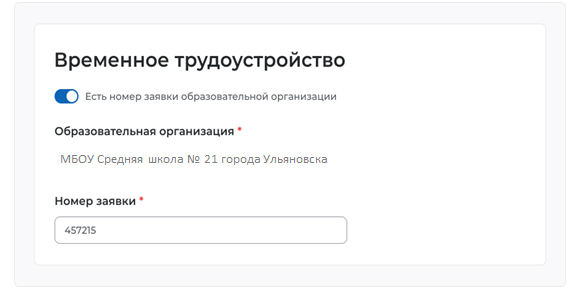 Временное трудоустройство
Есть номер заявки образовательной организации
Образовательная организация *
МБОУ Средняя школа № 21 города Ульяновска
Номер заявки *
457215